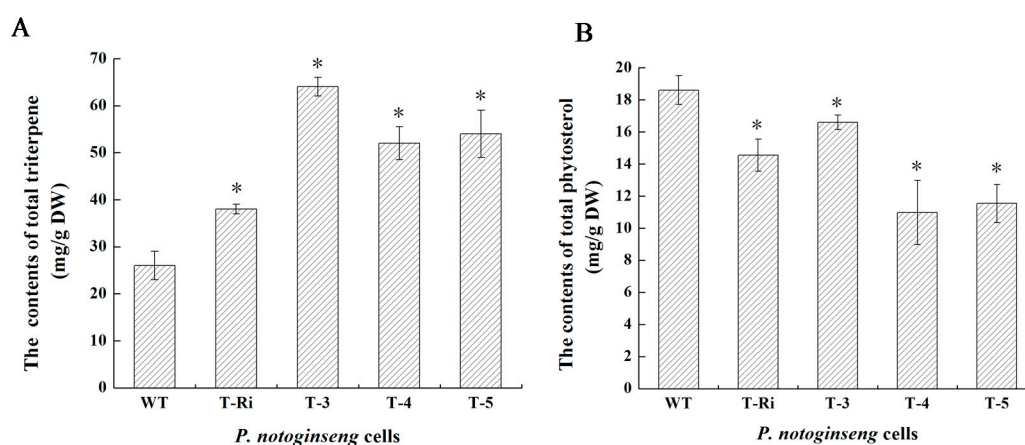 A
The contents of total triterpene
(mg/g DW)
70
60
50
40
30
20
10
0
*
*
*
*
WT T-Ri T-3 T-4 T-5
P. notoginseng cells
B
The contents of total phytosterol
(mg/g DW)
20
18
16
14
12
10
8
6
4
2
0
*
*
*
*
WT T-Ri T-3 T-4 T-5
P. notoginseng cells